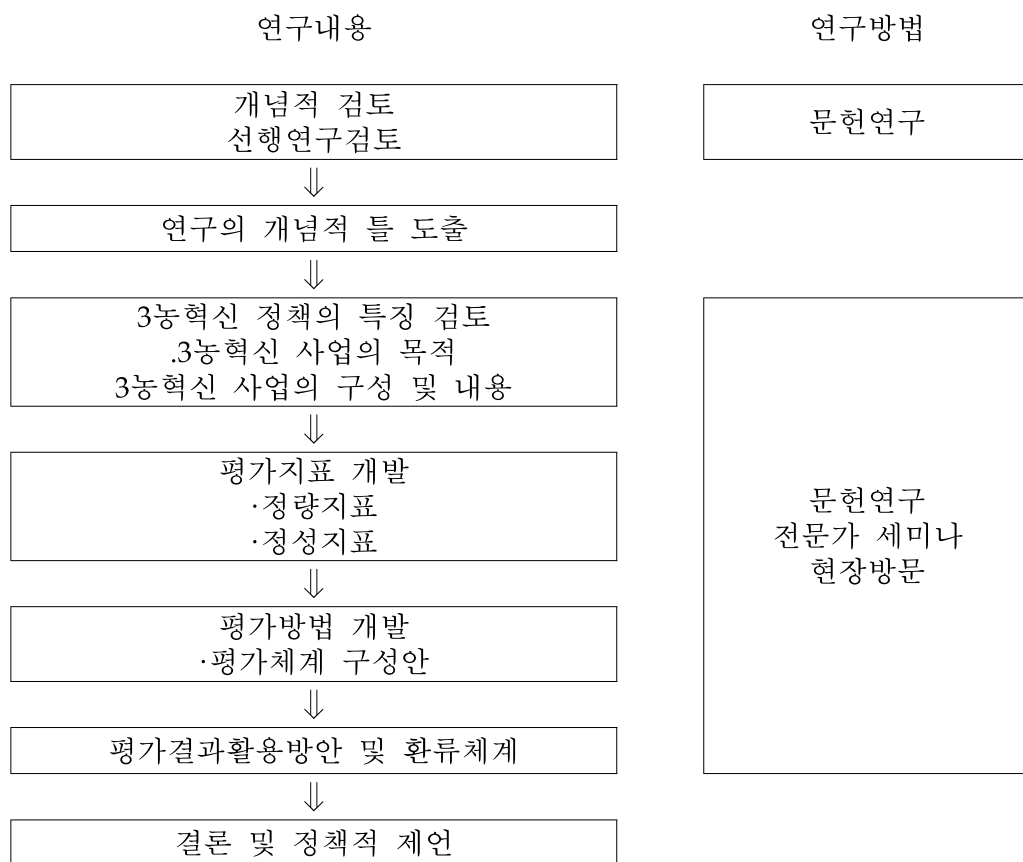 연구내용
연구방법
개념적 검토
선행연구검토
문헌연구
⇓
연구의 개념적 틀 도출
⇓
3농혁신 정책의 특징 검토
.3농혁신 사업의 목적
3농혁신 사업의 구성 및 내용
⇓
평가지표 개발
·정량지표
·정성지표
⇓
평가방법 개발
·평가체계 구성안
⇓
평가결과활용방안 및 환류체계
문헌연구
전문가 세미나
현장방문
⇓
결론 및 정책적 제언